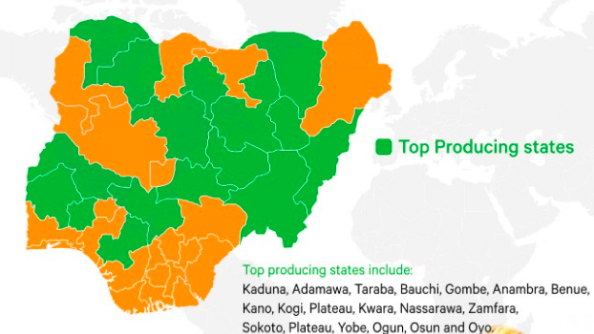 Top Producing states
Top producing states include:
Kaduna, Adamawa, Taraba, Bauchi, Gombe, Anambra, Benue,
Kano, Kogi, Plateau, Kwara, Nassarawa, Zamfara,
Sokoto, Plateau, Yobe, Ogun, Osun and Oyo.